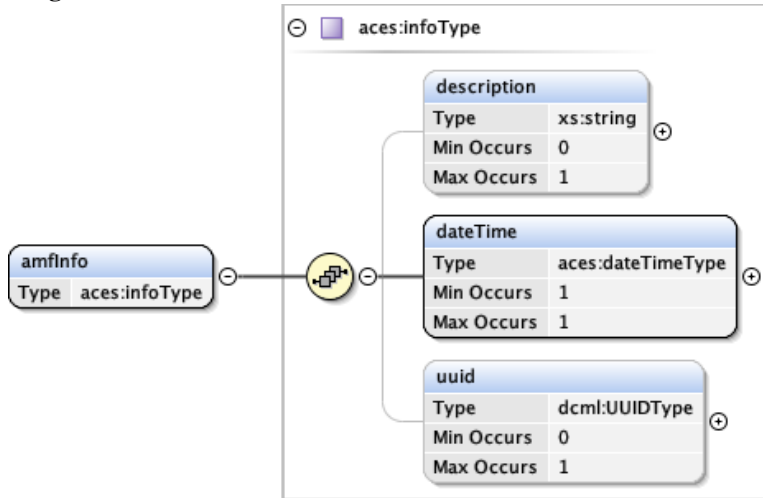 aces:infoType
description
Type xs:string
Min Occurs 0
Max Occurs 1
dateTime
Type aces:dateTimeType
Min Occurs 1
Max Occurs 1
amfInfo
Type aces:infoType
uuid
Type dcml:UUIDType
Min Occurs 0
Max Occurs 1